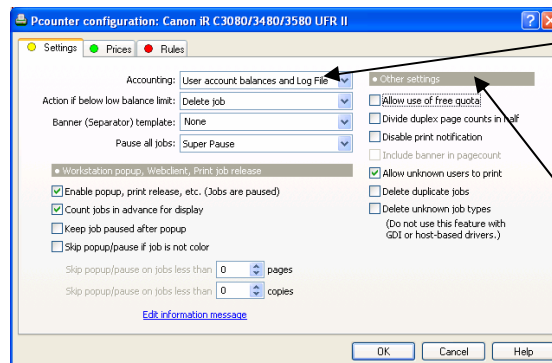 Pcounter configuration: Canon iR C3080/3480/3580 UFR II
Settings Prices Rules
Accounting: User account balances and Log File
Action if below low balance limit: Delete job
Banner (Separator) template: None
Pause all jobs: Super Pause
Workstation popup, Webclient, Print job release
Enable popup, print release, etc. (Jobs are paused)
Count jobs in advance for display
Keep job paused after popup
Skip popup/pause if job is not color
Skip popup/pause on jobs less than 0 pages
Skip popup/pause on jobs less than 0 copies
Edit information message
Other settings
Allow use of free quota
Divide duplex page counts in half
Disable print notification
Include banner in pagecount
Allow unknown users to print
Delete duplicate jobs
Delete unknown job types
(Do not use this feature with
GDI or host-based drivers.)
OK Cancel Help